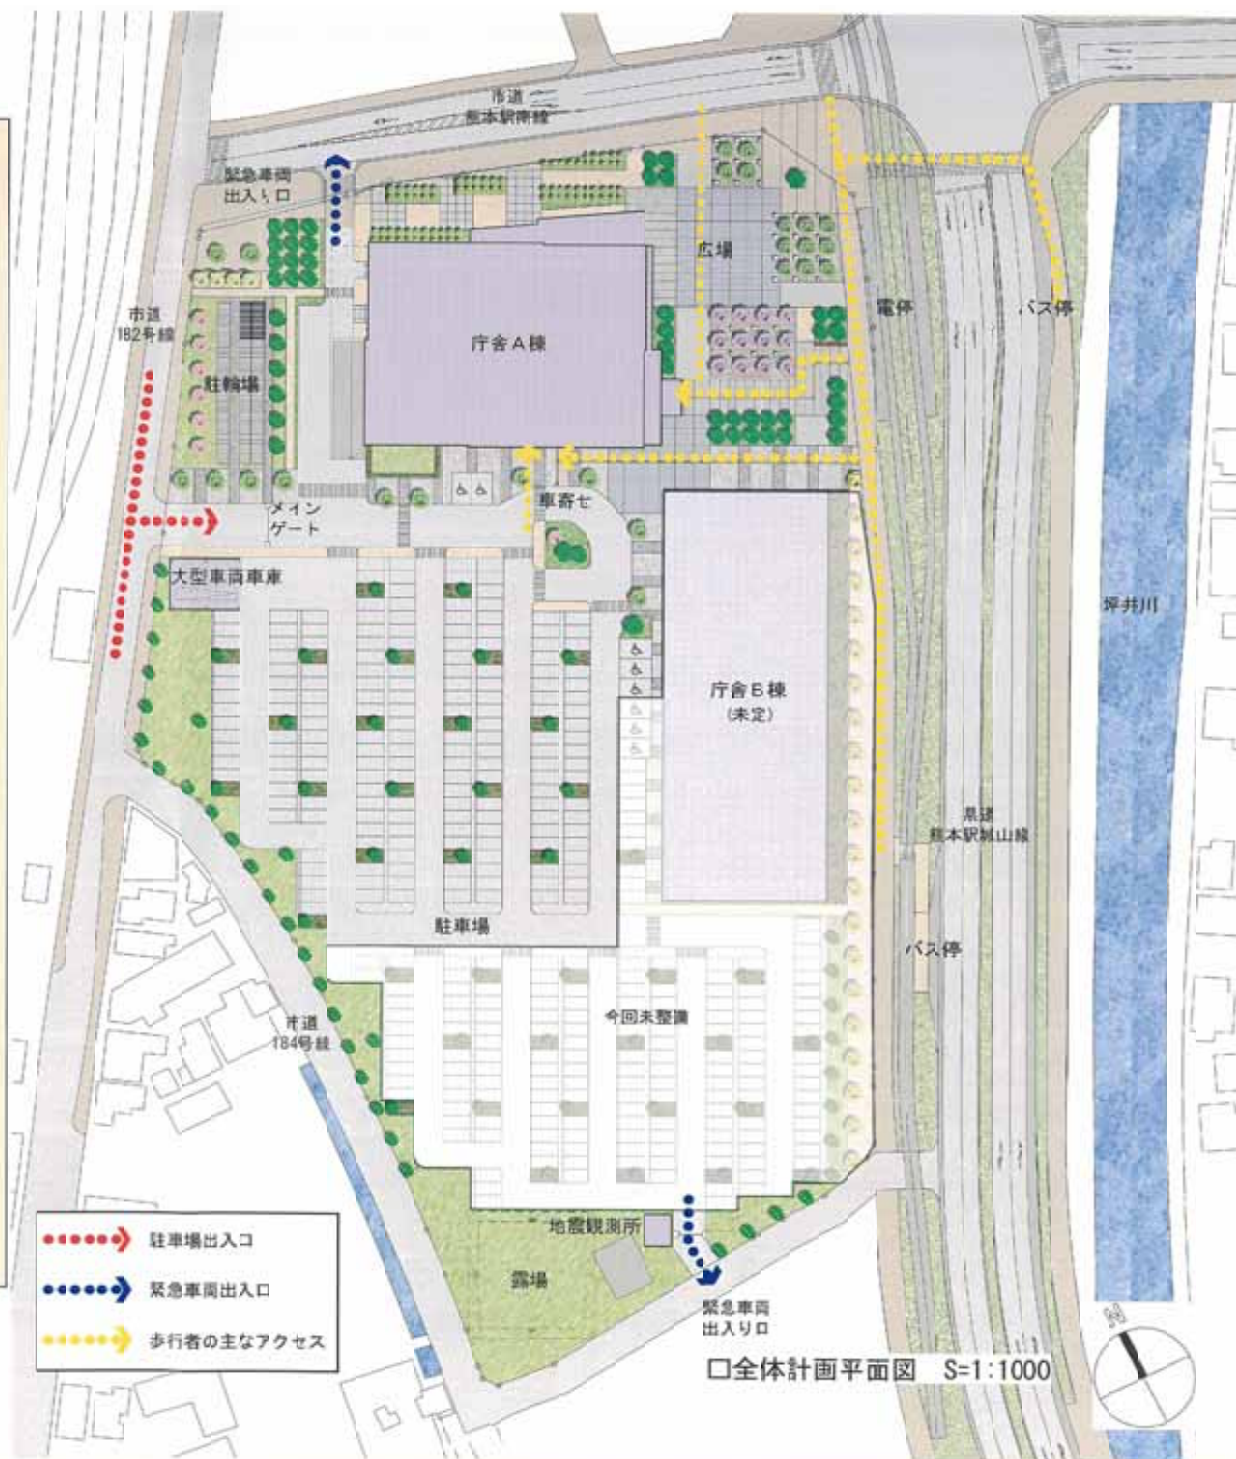 市道
熊本駅南線
緊急車両
出入り口
広場
市道
182号線
電停
バス停
庁舎A棟
駐輪場
メイン
ゲート
車寄せ
大型車両車庫
坪井川
庁舎B棟
(未定)
県道
熊本駅城山線
駐車場
バス停
今回未整備
市道
184号線
地震観測所
露場
緊急車両
出入り口
駐車場出入口
緊急車両出入口
歩行者の主なアクセス
□全体計画平面図 S=1:1000
N